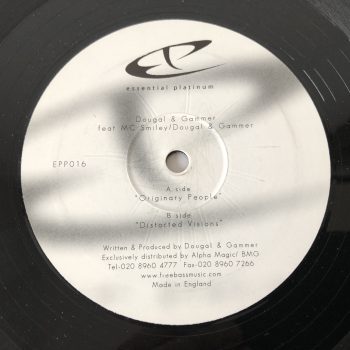 essential platinum
Dougal & Gammer
feat MC Smiley/Dougal & Gammer
EPP016
A side
"Originary People"
B side
"Distorted Visions"
Written & Produced by Dougal & Gammer
Exclusively distributed by Alpha Magic/ BMG
Tel-020 8960 4777 Fax-020 8960 7266
www.freebassmusic.com
Made in England